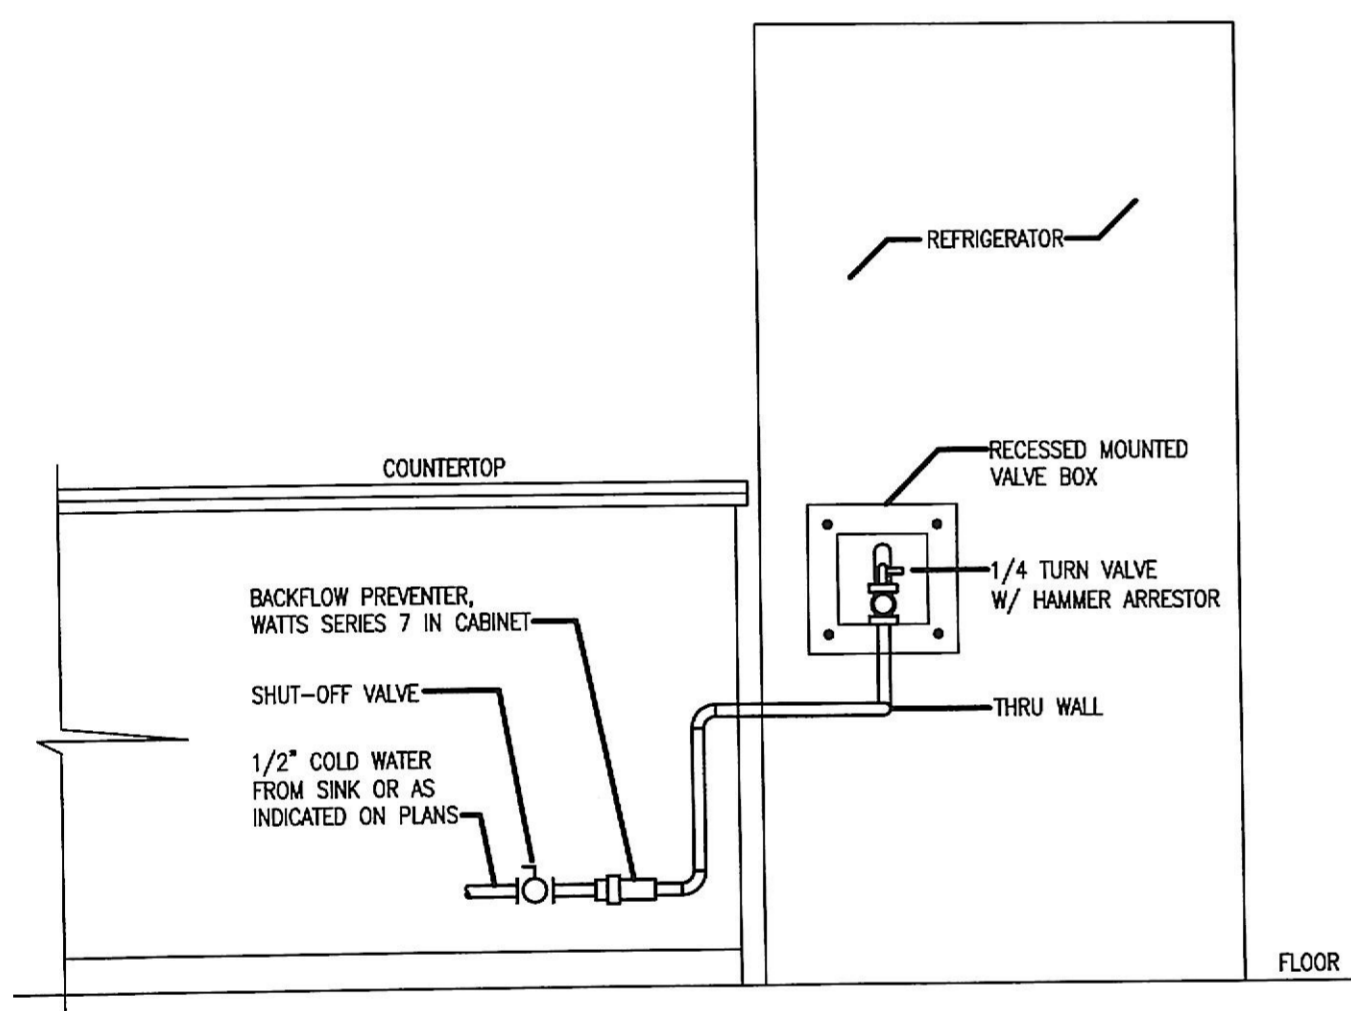 REFRIGERATOR
RECESSED MOUNTED
VALVE BOX
COUNTERTOP
1/4 TURN VALVE
W/ HAMMER ARRESTOR
BACKFLOW PREVENTER,
WATTS SERIES 7 IN CABINET
SHUT-OFF VALVE
THRU WALL
1/2" COLD WATER
FROM SINK OR AS
INDICATED ON PLANS
FLOOR